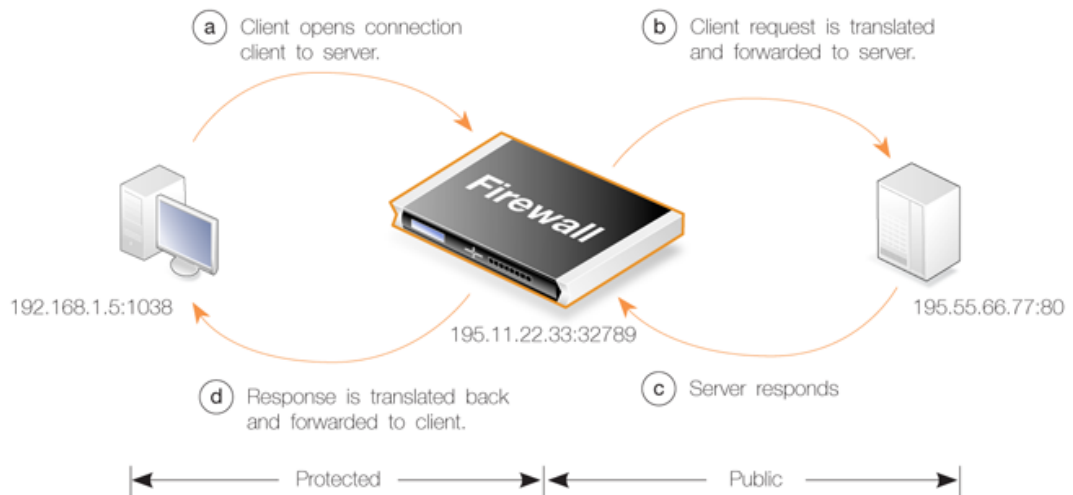 a Client opens connection
client to server.
b Client request is translated
and forwarded to server.
Firewall
192.168.1.5:1038
195.11.22.33:32789
195.55.66.77:80
d Response is translated back
and forwarded to client.
c Server responds
Protected
Public